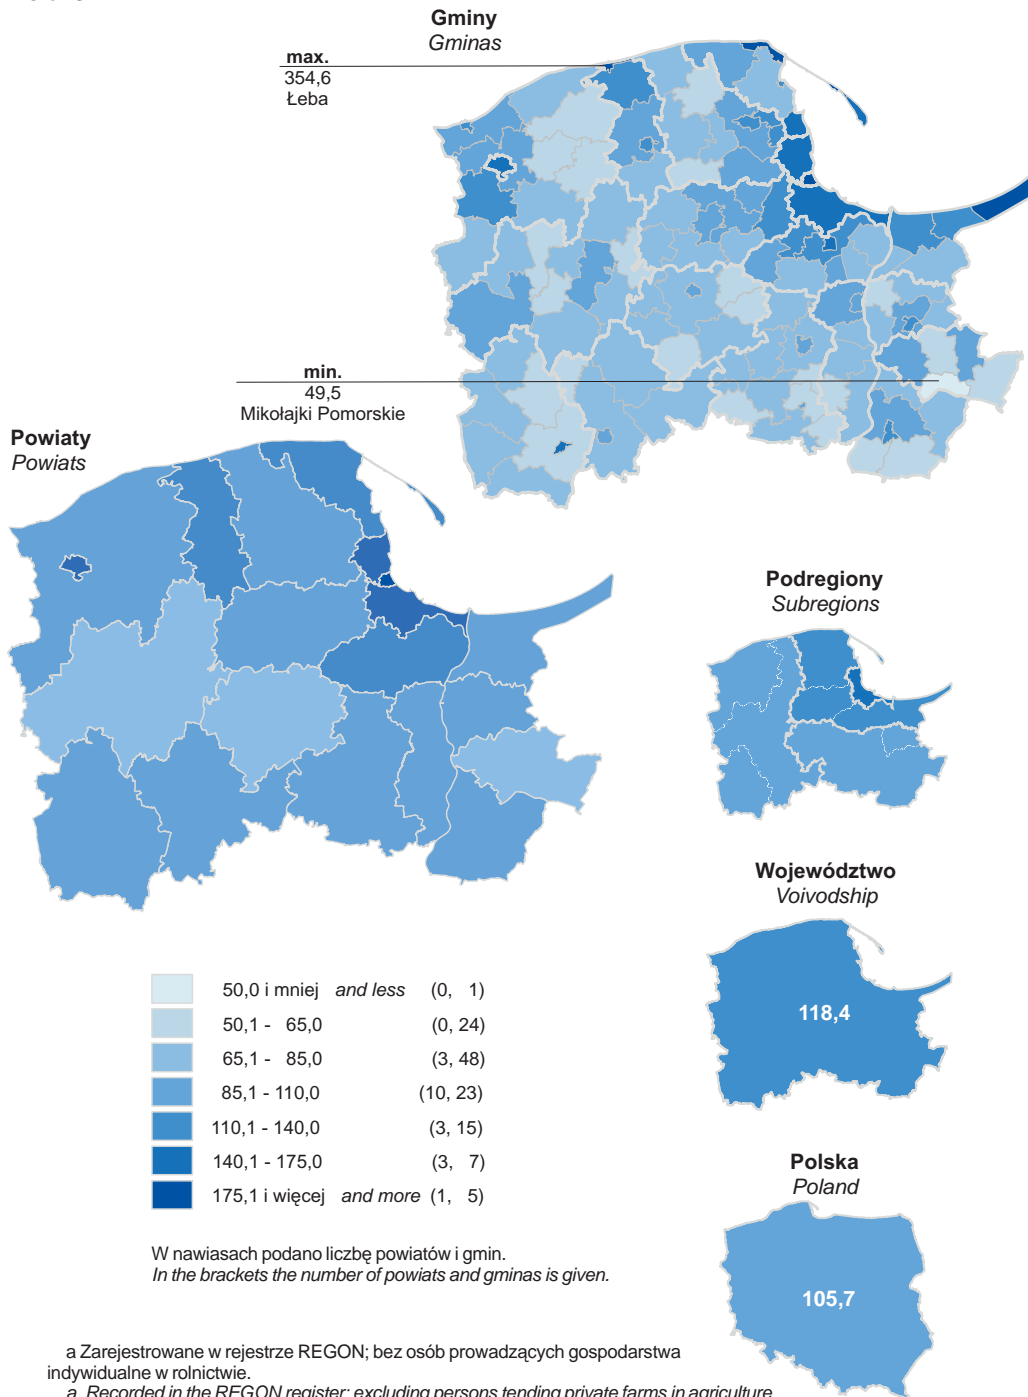 Gminy
Gminas
max.
354,6
Łeba
min.
49,5
Mikołajki Pomorskie
Powiaty
Powiats
Podregiony
Subregions
Województwo
Voivodship
118,4
50,0 i mniej and less (0, 1)
50,1 - 65,0 (0, 24)
65,1 - 85,0 (3, 48)
85,1 - 110,0 (10, 23)
110,1 - 140,0 (3, 15)
140,1 - 175,0 (3, 7)
175,1 i więcej and more (1, 5)
Polska
Poland
105,7
W nawiasach podano liczbę powiatów i gmin.
In the brackets the number of powiats and gminas is given.
a Zarejestrowane w rejestrze REGON; bez osób prowadzących gospodarstwa
indywidualne w rolnictwie.
a Recorded in the REGON register; excluding persons tending private farms in agriculture